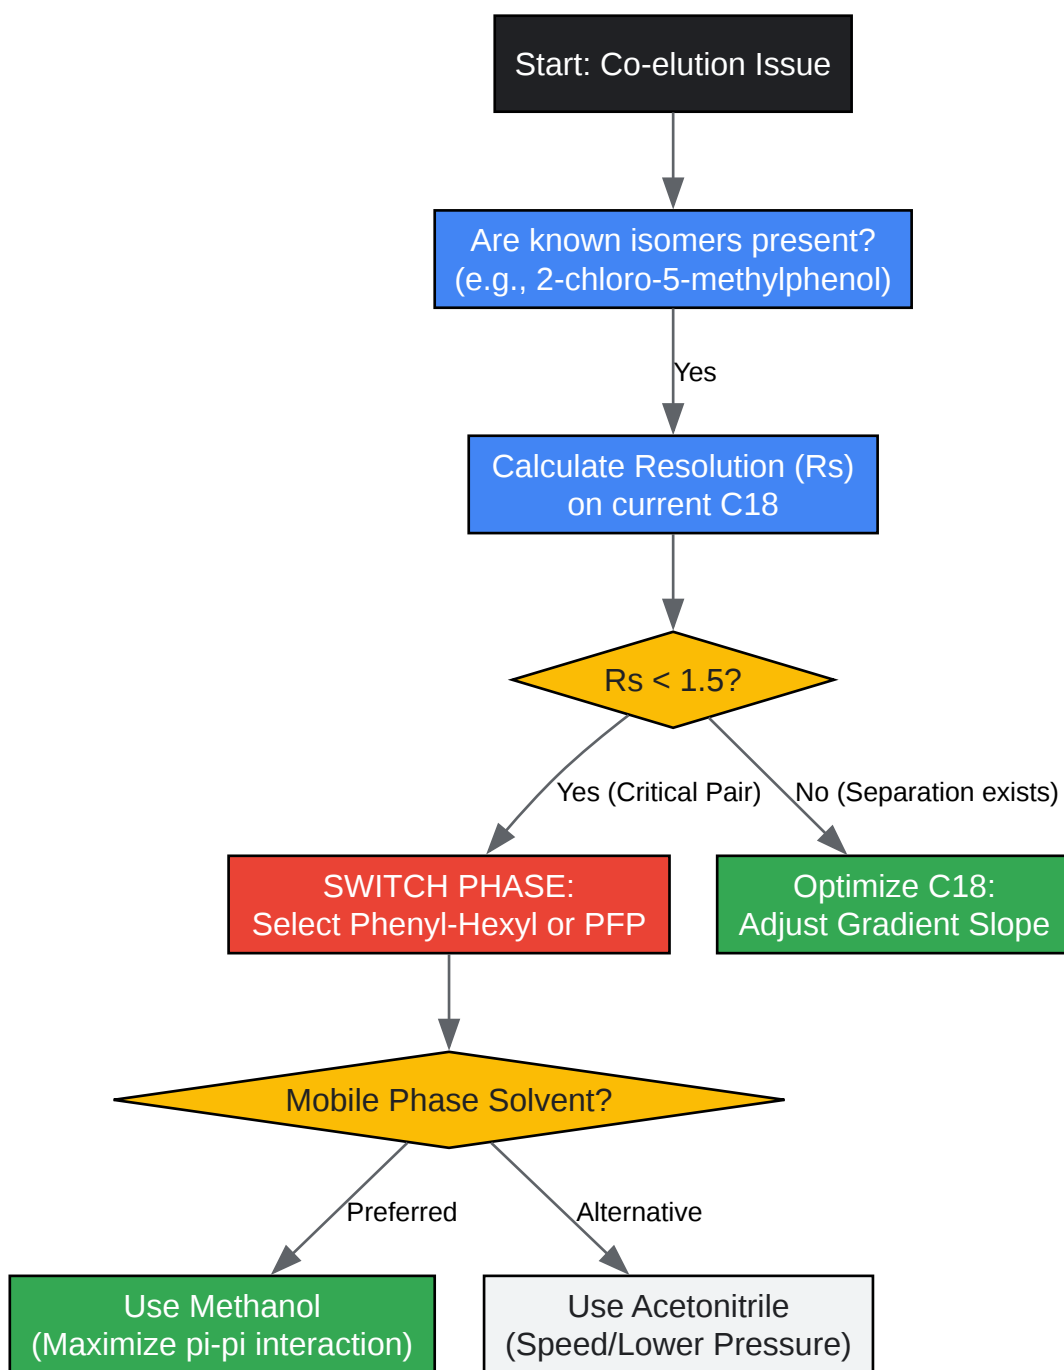 Start: Co-elution Issue
Are known isomers present?
(e.g., 2-chloro-5-methylphenol)
Yes
Calculate Resolution (Rs)
on current C18
Rs < 1.5?
Yes (Critical Pair)
No (Separation exists)
SWITCH PHASE:
Select Phenyl-Hexyl or PFP
Optimize C18:
Adjust Gradient Slope
Mobile Phase Solvent?
Preferred
Alternative
Use Methanol
(Maximize pi-pi interaction)
Use Acetonitrile
(Speed/Lower Pressure)